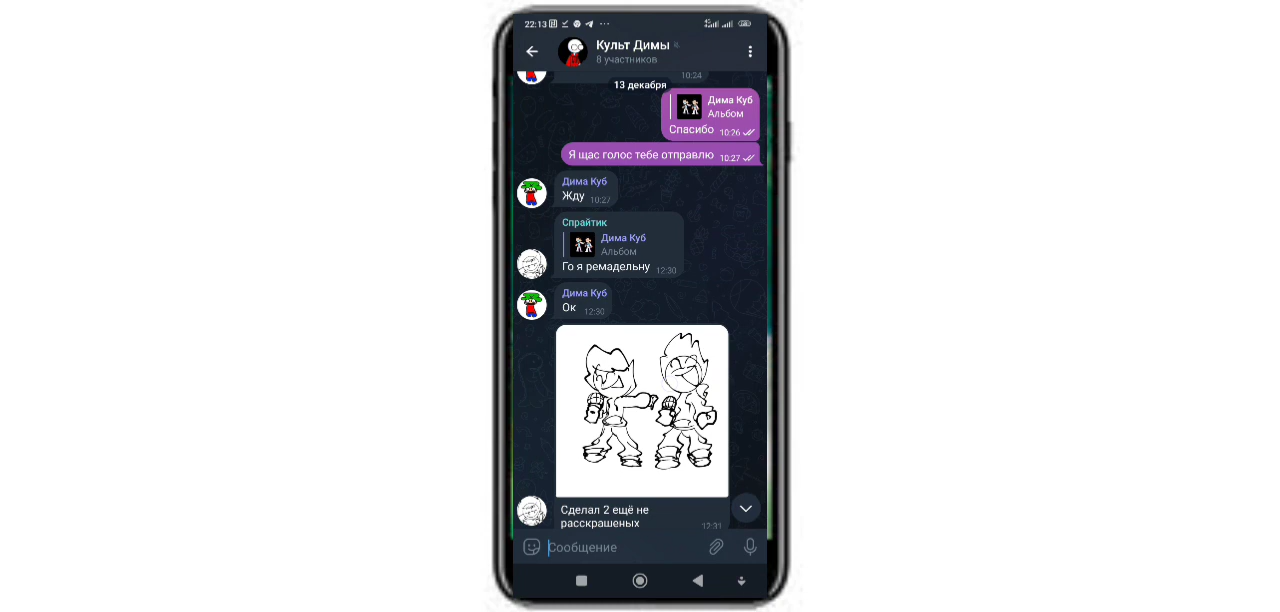 22:13
Культ Димы
8 участников
10:24
13 декабря
Дима Куб
Альбом
Спасибо 10:26
Я щас голос тебе отправлю 10:27
Дима Куб
Жду 10:27
Спрайтик
Дима Куб
Альбом
Го я ремадельну 12:30
Дима Куб
Ок 12:30
Сделал 2 ещё не
расскрашеных 12:31
Сообщение